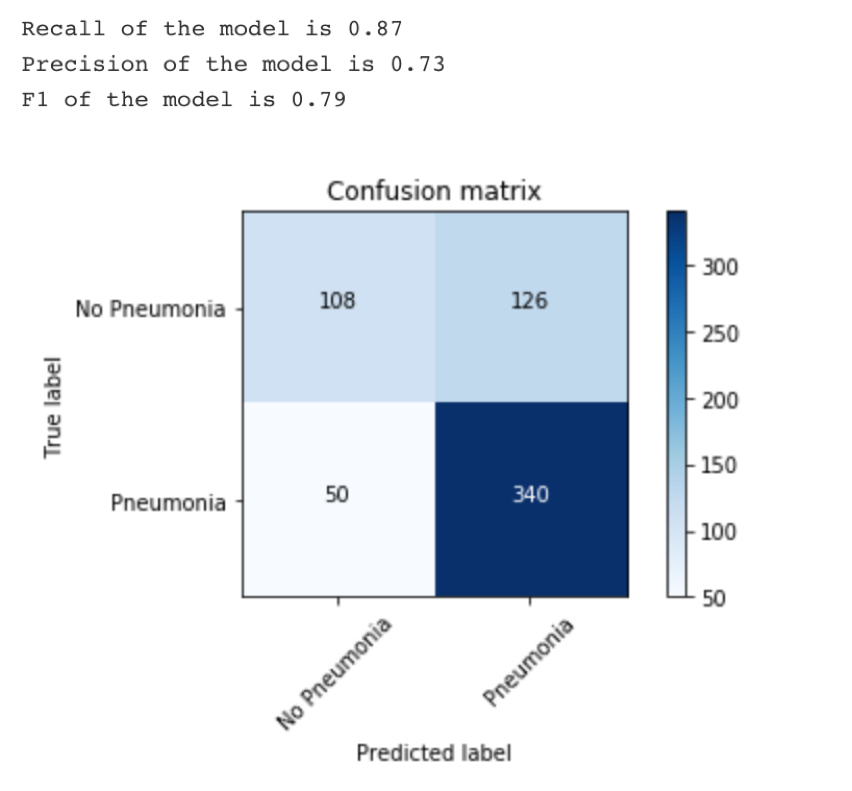 Recall of the model is 0.87
Precision of the model is 0.73
F1 of the model is 0.79
Confusion matrix
True label
No Pneumonia
108
126
Pneumonia
50
340
No Pneumonia
Pneumonia
Predicted label
300
250
200
150
100
50